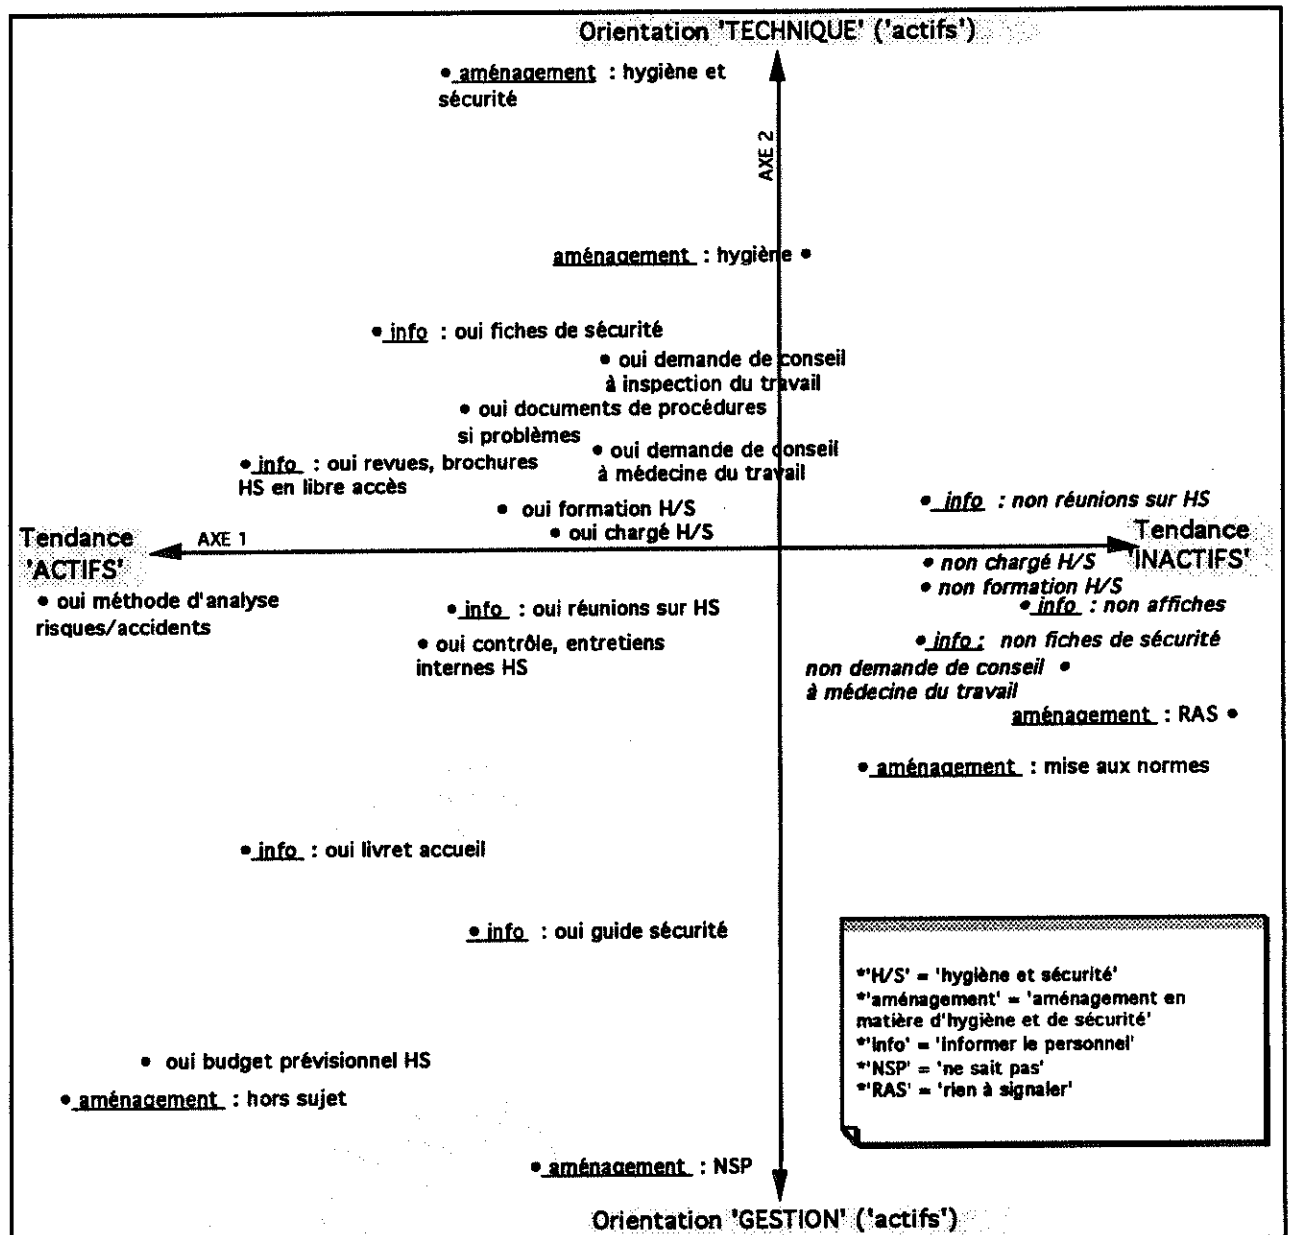 Orientation 'TECHNIQUE' ('actifs')
• aménagement : hygiène et
sécurité
AXE 2
aménagement : hygiène •
• info : oui fiches de sécurité
• oui demande de conseil
à inspection du travail
• oui documents de procédures
si problèmes
• oui demande de conseil
à médecine du travail
• info : oui revues, brochures
HS en libre accès
• info : non réunions sur HS
• oui formation H/S
• oui chargé H/S
Tendance
'ACTIFS'
AXE 1
Tendance
'INACTIFS'
• non chargé H/S
• non formation H/S
• oui méthode d'analyse
risques/accidents
• info : oui réunions sur HS
• info : non affiches
• oui contrôle, entretiens
internes HS
• info : non fiches de sécurité
non demande de conseil •
à médecine du travail
aménagement : RAS •
• aménagement : mise aux normes
• info : oui livret accueil
• info : oui guide sécurité
*'H/S' = 'hygiène et sécurité'
*'aménagement' = 'aménagement en
matière d'hygiène et de sécurité'
*'info' = 'informer le personnel'
*'NSP' = 'ne sait pas'
*'RAS' = 'rien à signaler'
• oui budget prévisionnel HS
• aménagement : hors sujet
• aménagement : NSP
Orientation 'GESTION' ('actifs')